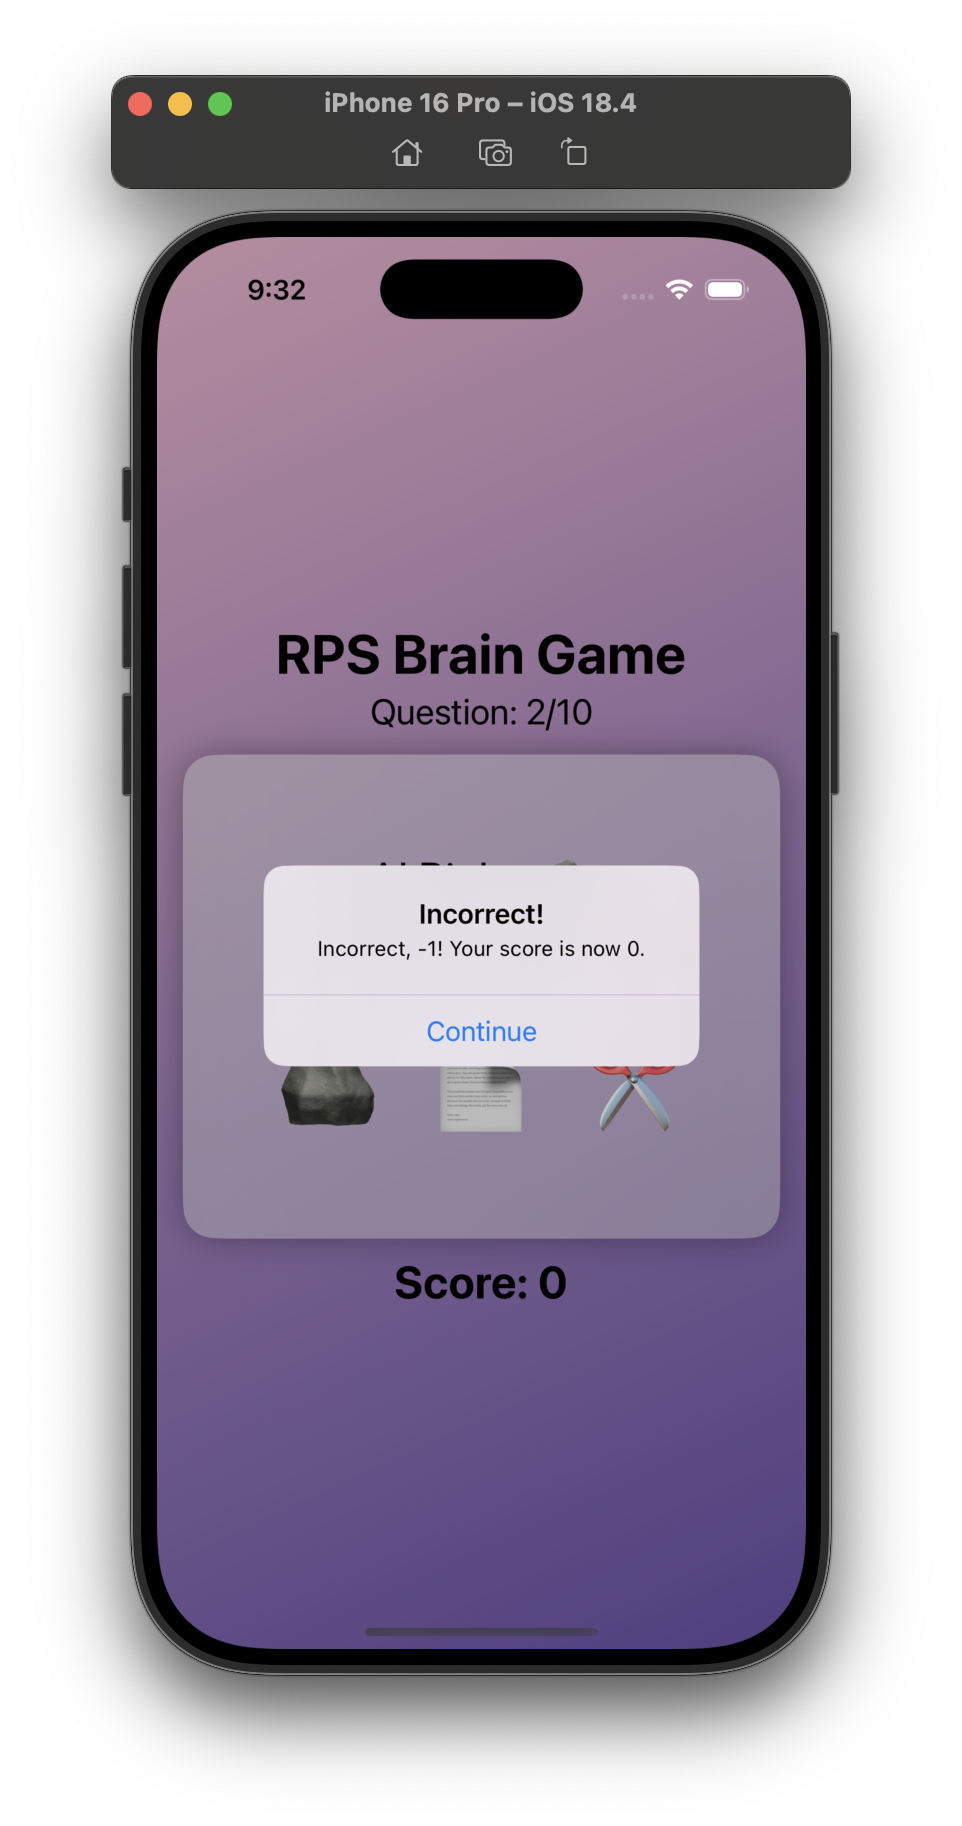 iPhone 16 Pro – iOS 18.4
9:32
RPS Brain Game
Question: 2/10
Incorrect!
Incorrect, -1! Your score is now 0.
Continue
Score: 0